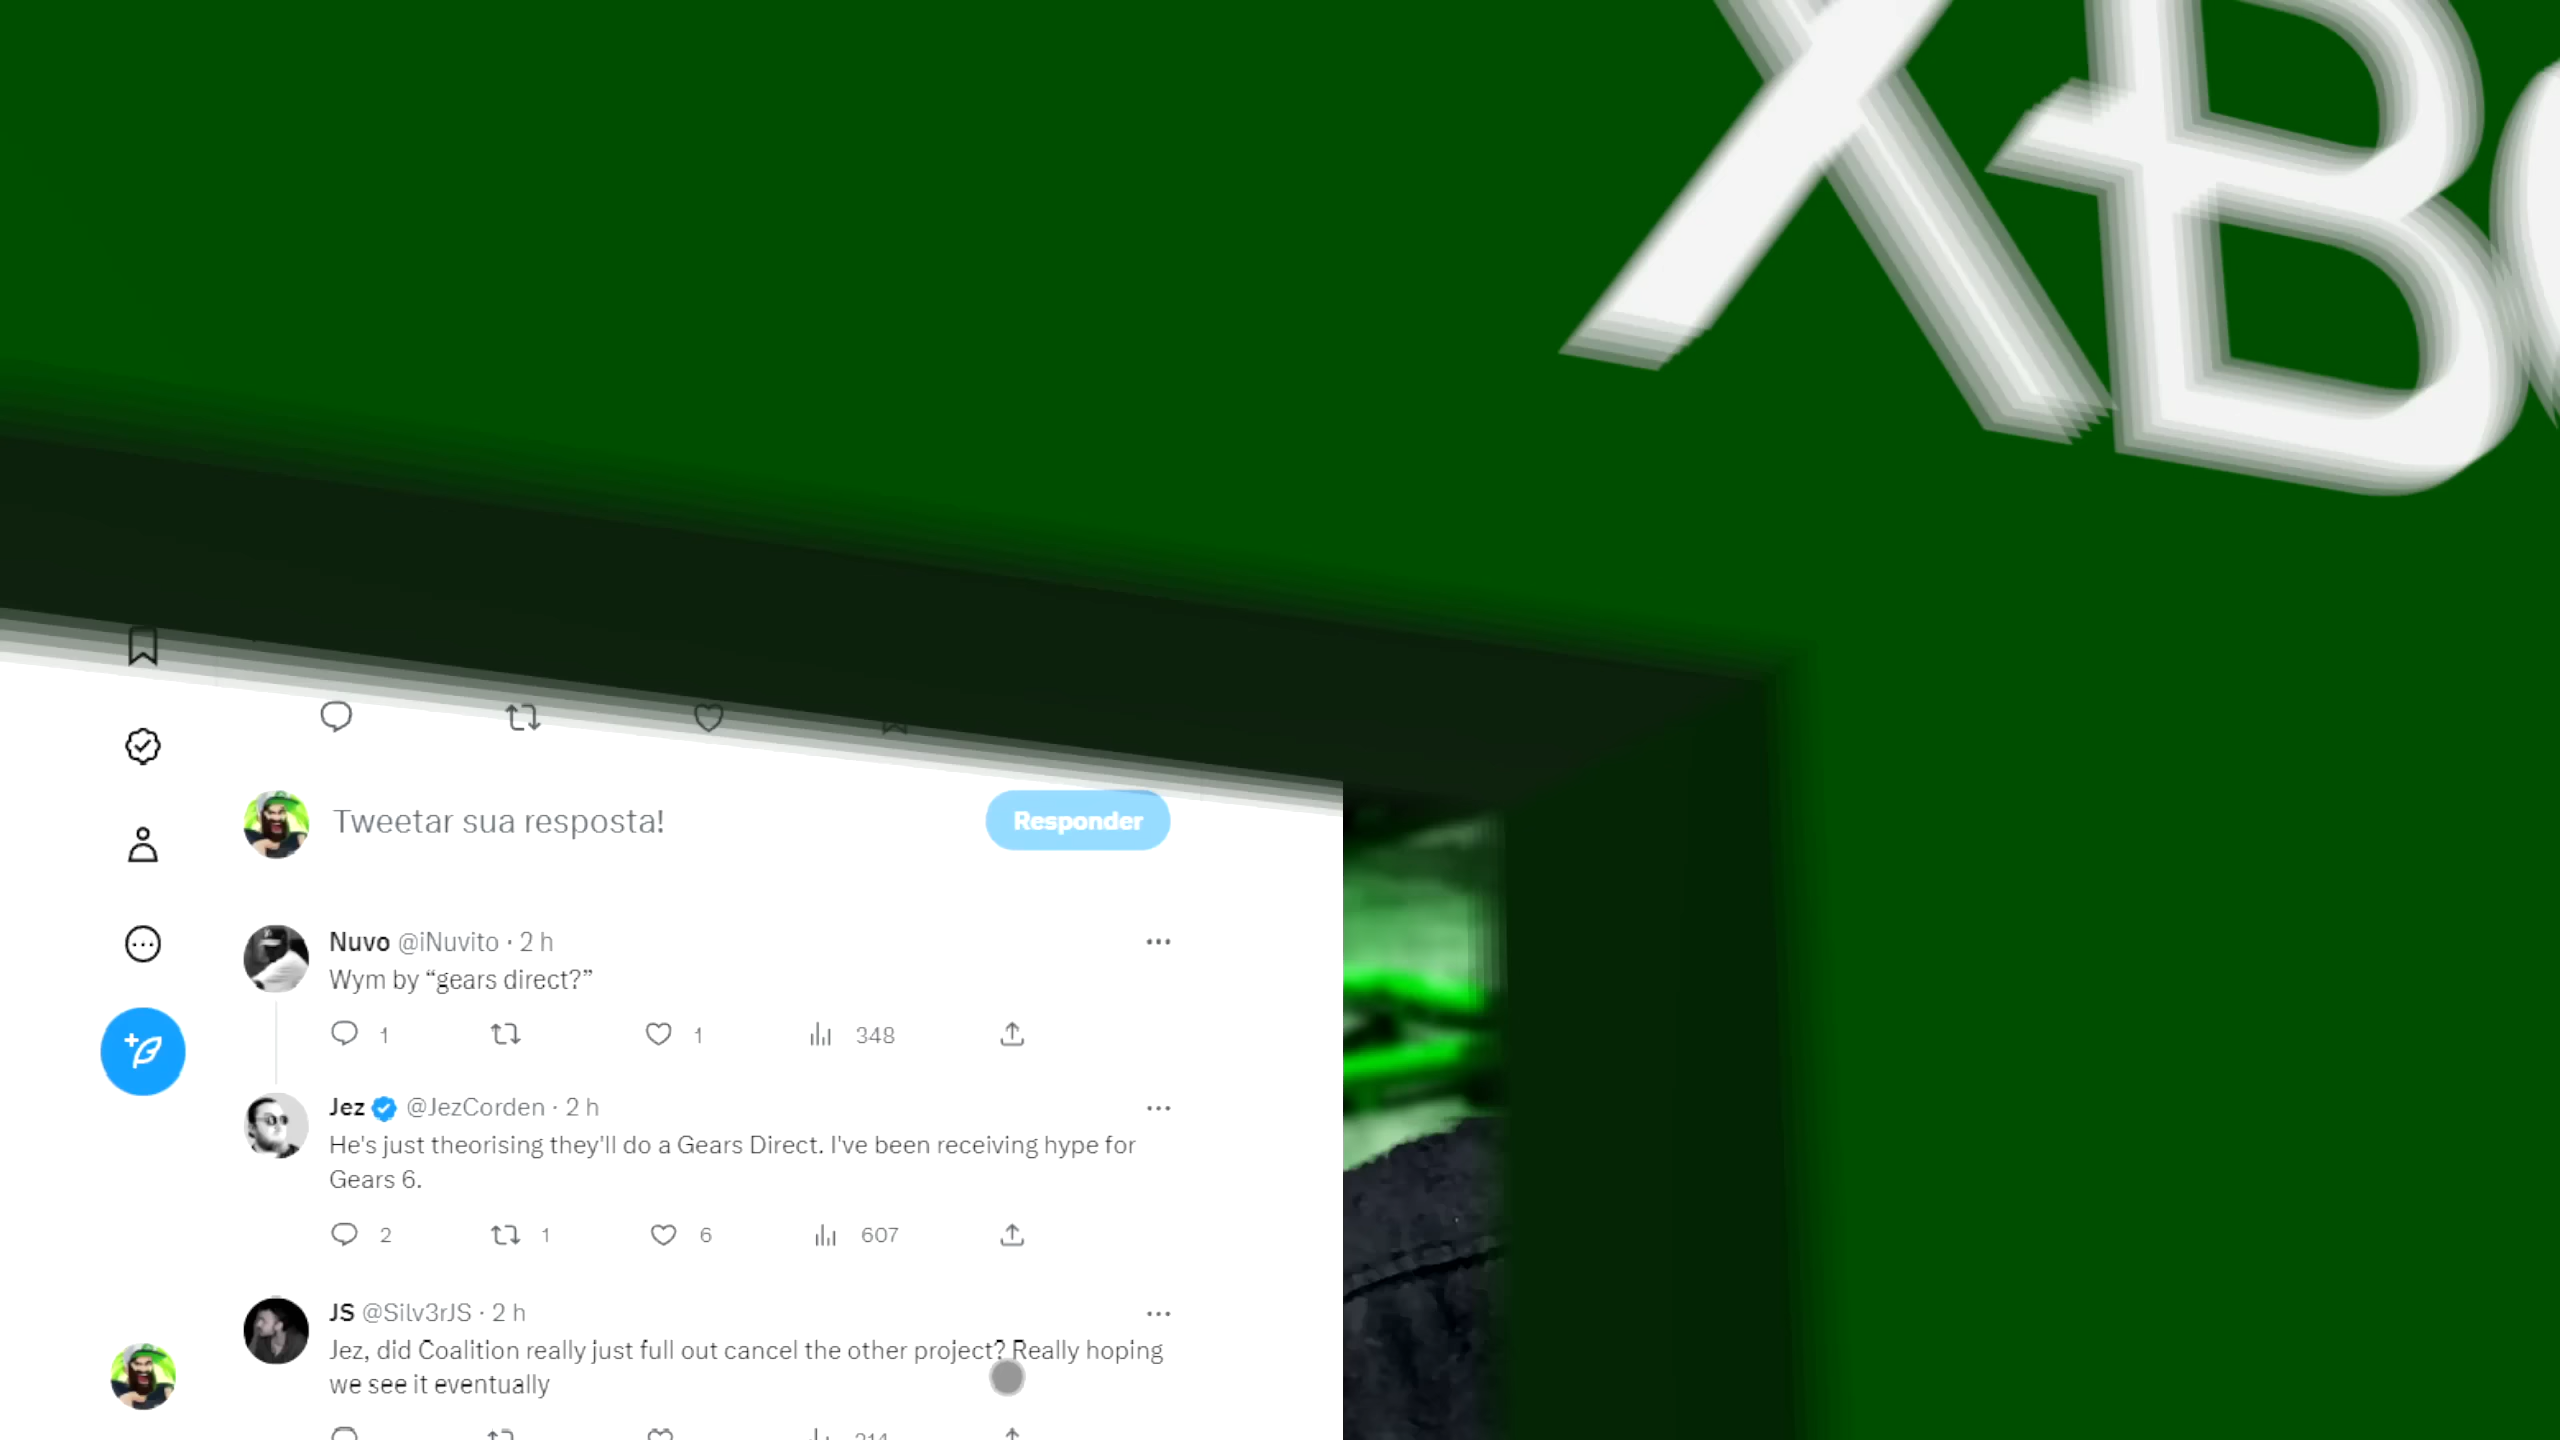 XB
Tweetar sua resposta!
Responder
Nuvo @iNuvito · 2 h
Wym by “gears direct?”
1 1 348
Jez @JezCorden · 2 h
He's just theorising they'll do a Gears Direct. I've been receiving hype for
Gears 6.
2 1 6 607
JS @Silv3rJS · 2 h
Jez, did Coalition really just full out cancel the other project? Really hoping
we see it eventually